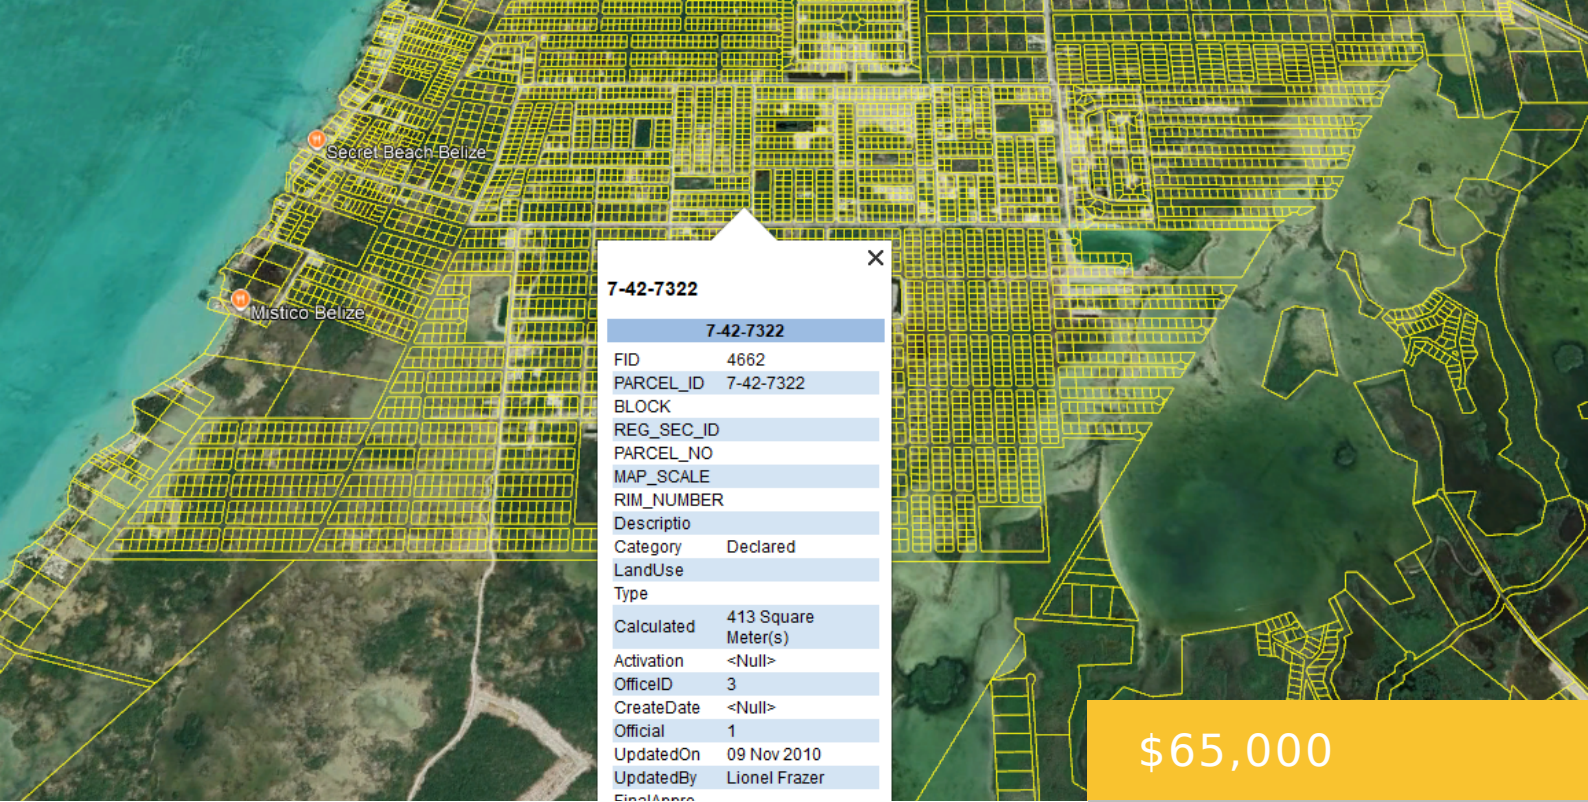 Secret Beach Belize
Mistico Belize
7-42-7322
7-42-7322
FID 4662
PARCEL_ID 7-42-7322
BLOCK
REG_SEC_ID
PARCEL_NO
MAP_SCALE
RIM_NUMBER
Descriptio
Category Declared
LandUse
Type
Calculated 413 Square
Meter(s)
Activation <Null>
OfficeID 3
CreateDate <Null>
Official 1
UpdatedOn 09 Nov 2010
UpdatedBy Lionel Frazer
FinalAppre
$65,000